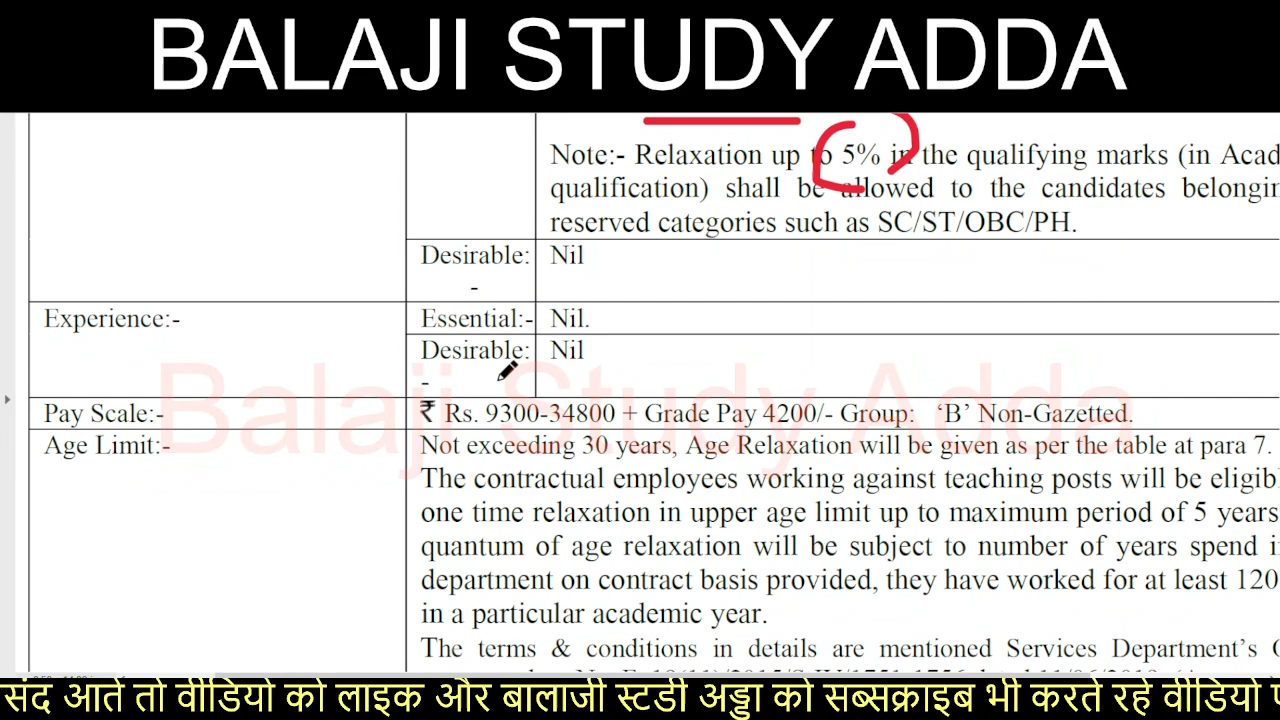 BALAJI STUDY ADDA
Note:- Relaxation up to 5% in the qualifying marks (in Acad
qualification) shall be allowed to the candidates belongin
reserved categories such as SC/ST/OBC/PH.
Desirable: Nil
-
Experience:- Essential:- Nil.
Desirable: Nil
-
Balaji Study Adda
Pay Scale:- ₹ Rs. 9300-34800 + Grade Pay 4200/- Group: ‘B’ Non-Gazetted.
Age Limit:- Not exceeding 30 years, Age Relaxation will be given as per the table at para 7.
The contractual employees working against teaching posts will be eligibl
one time relaxation in upper age limit up to maximum period of 5 years
quantum of age relaxation will be subject to number of years spend i
department on contract basis provided, they have worked for at least 120
in a particular academic year.
The terms & conditions in details are mentioned Services Department’s
संद आते तो वीडियो को लाइक और बालाजी स्टडी अड्डा को सब्सक्राइब भी करते रहे वीडियो